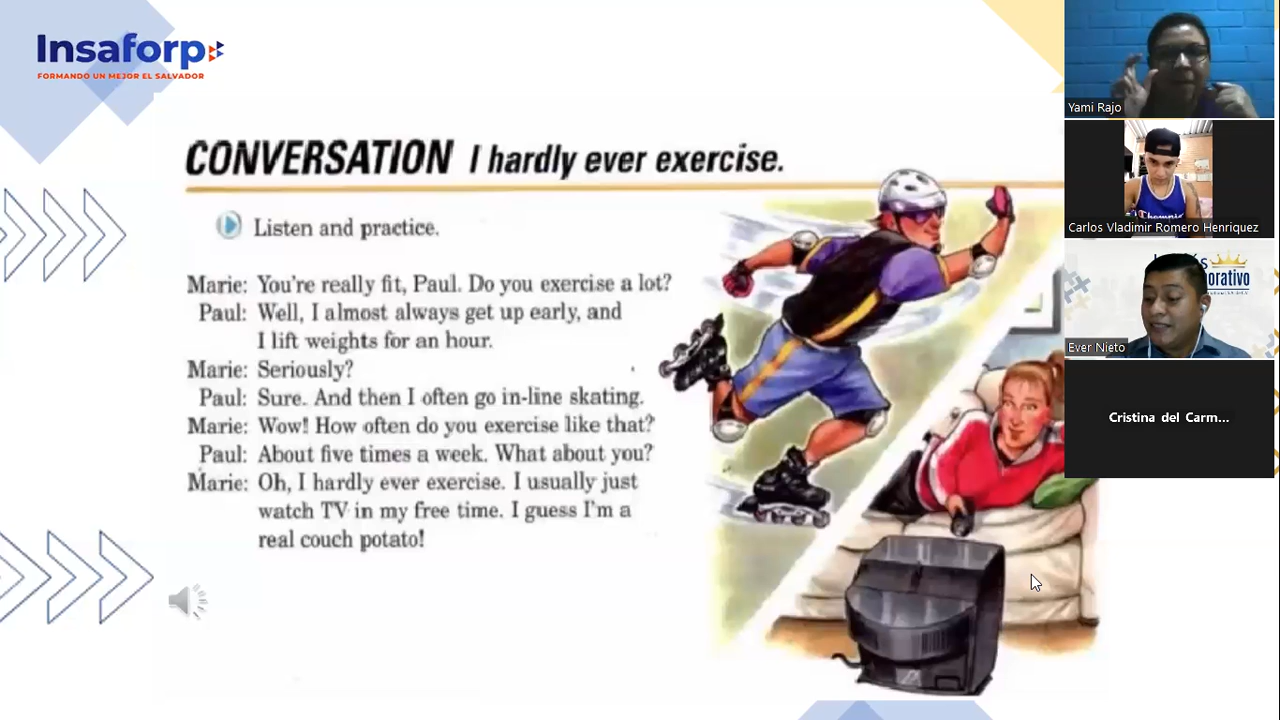 Insaforp
FORMANDO UN MEJOR EL SALVADOR
CONVERSATION I hardly ever exercise.
Listen and practice.
Marie: You're really fit, Paul. Do you exercise a lot?
Paul: Well, I almost always get up early, and
I lift weights for an hour.
Marie: Seriously?
Paul: Sure. And then I often go in-line skating.
Marie: Wow! How often do you exercise like that?
Paul: About five times a week. What about you?
Marie: Oh, I hardly ever exercise. I usually just
watch TV in my free time. I guess I'm a
real couch potato!
Yami Rajo
Champion
Carlos Vladimir Romero Henriquez
Ever Nieto
Cristina del Carm...